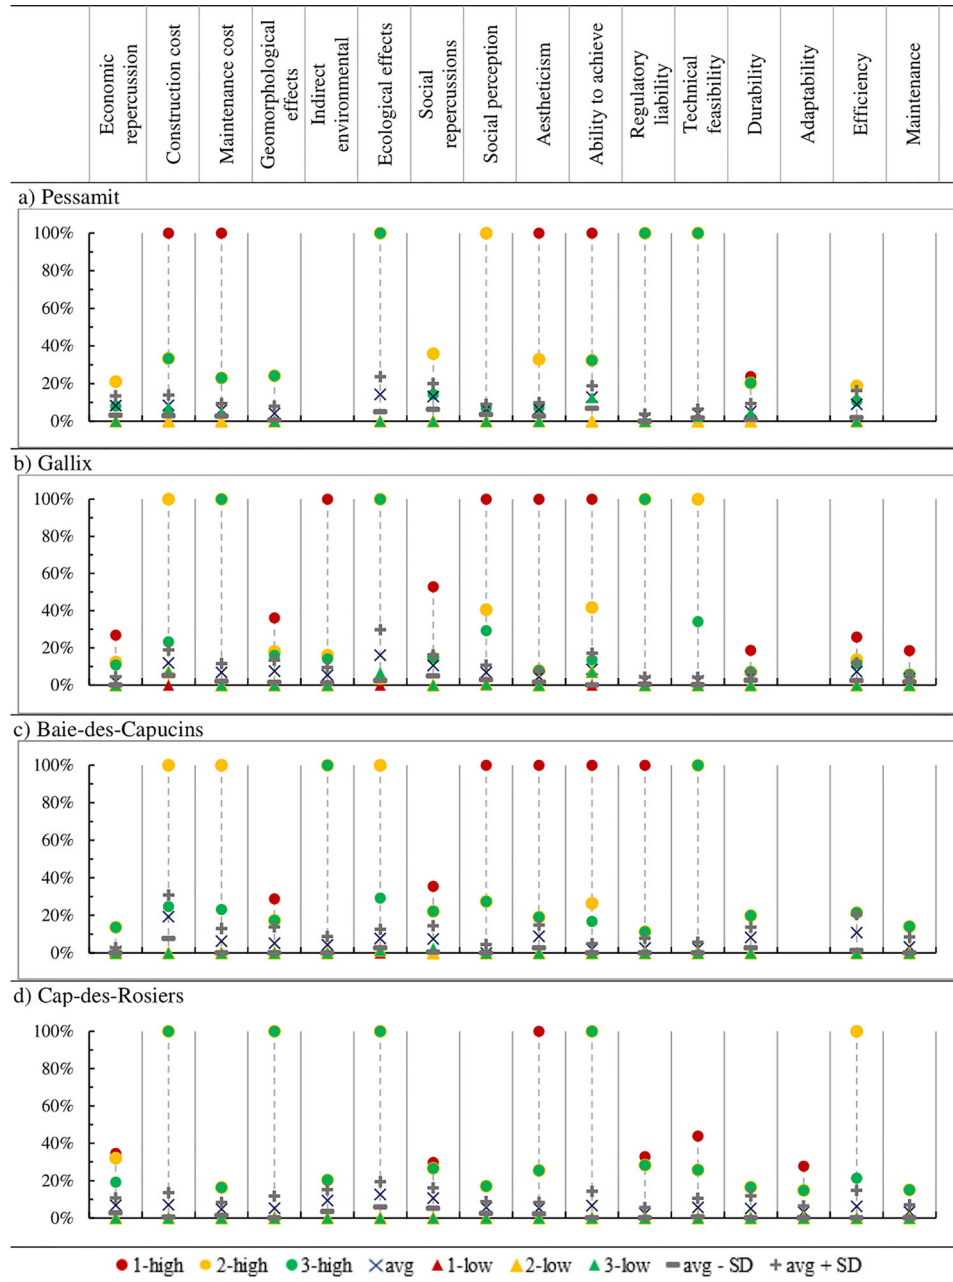 Economic
repercussion
Construction cost
Maintenance cost
Geomorphological
effects
Indirect
environmental
Ecological effects
Social
repercussions
Social perception
Aestheticism
Ability to achieve
Regulatory
liability
Technical
feasibility
Durability
Adaptability
Efficiency
Maintenance
a) Pessamit
100%
80%
60%
40%
20%
0%
b) Gallix
100%
80%
60%
40%
20%
0%
c) Baie-des-Capucins
100%
80%
60%
40%
20%
0%
d) Cap-des-Rosiers
100%
80%
60%
40%
20%
0%
1-high 2-high 3-high avg 1-low 2-low 3-low avg - SD avg + SD